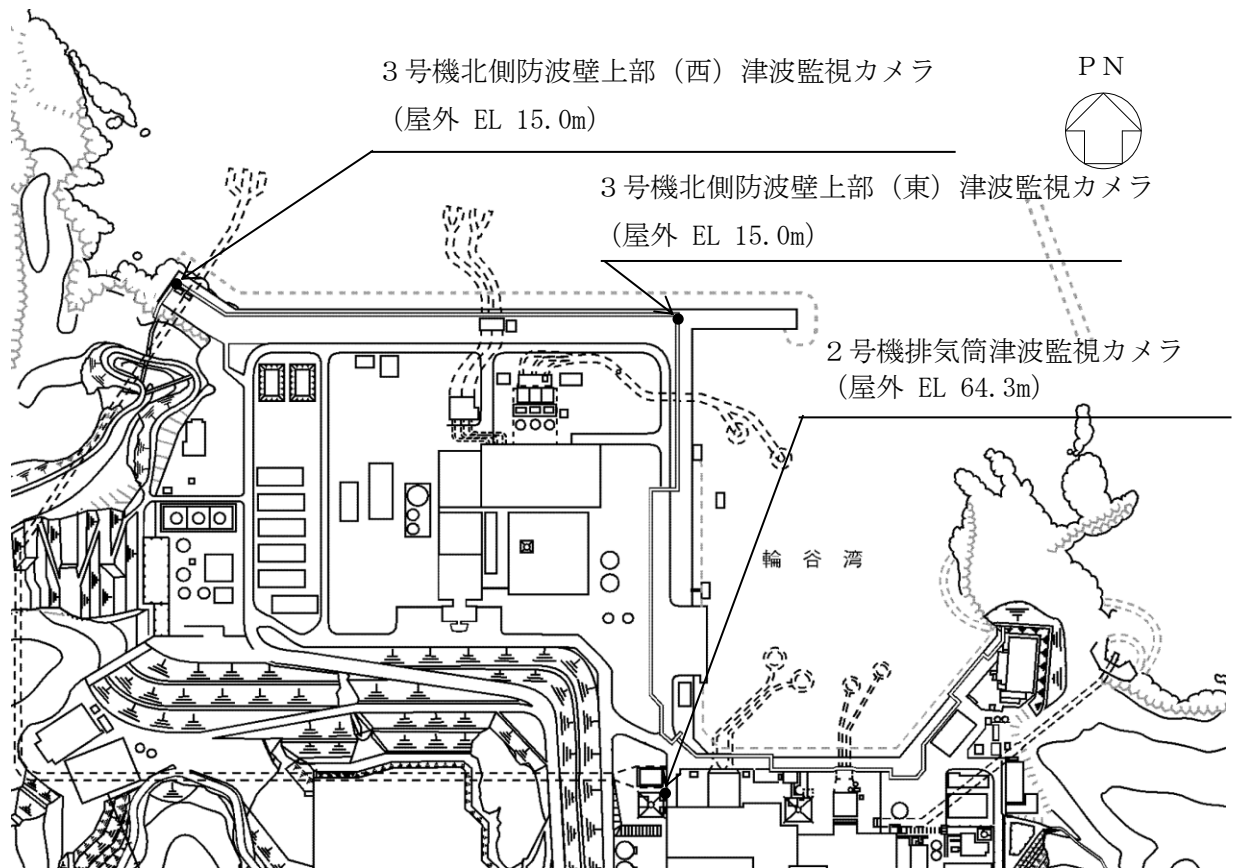 3号機北側防波壁上部(西)津波監視カメラ
(屋外 EL 15.0m)
PN
3号機北側防波壁上部(東)津波監視カメラ
(屋外 EL 15.0m)
2号機排気筒津波監視カメラ
(屋外 EL 64.3m)
輪谷湾